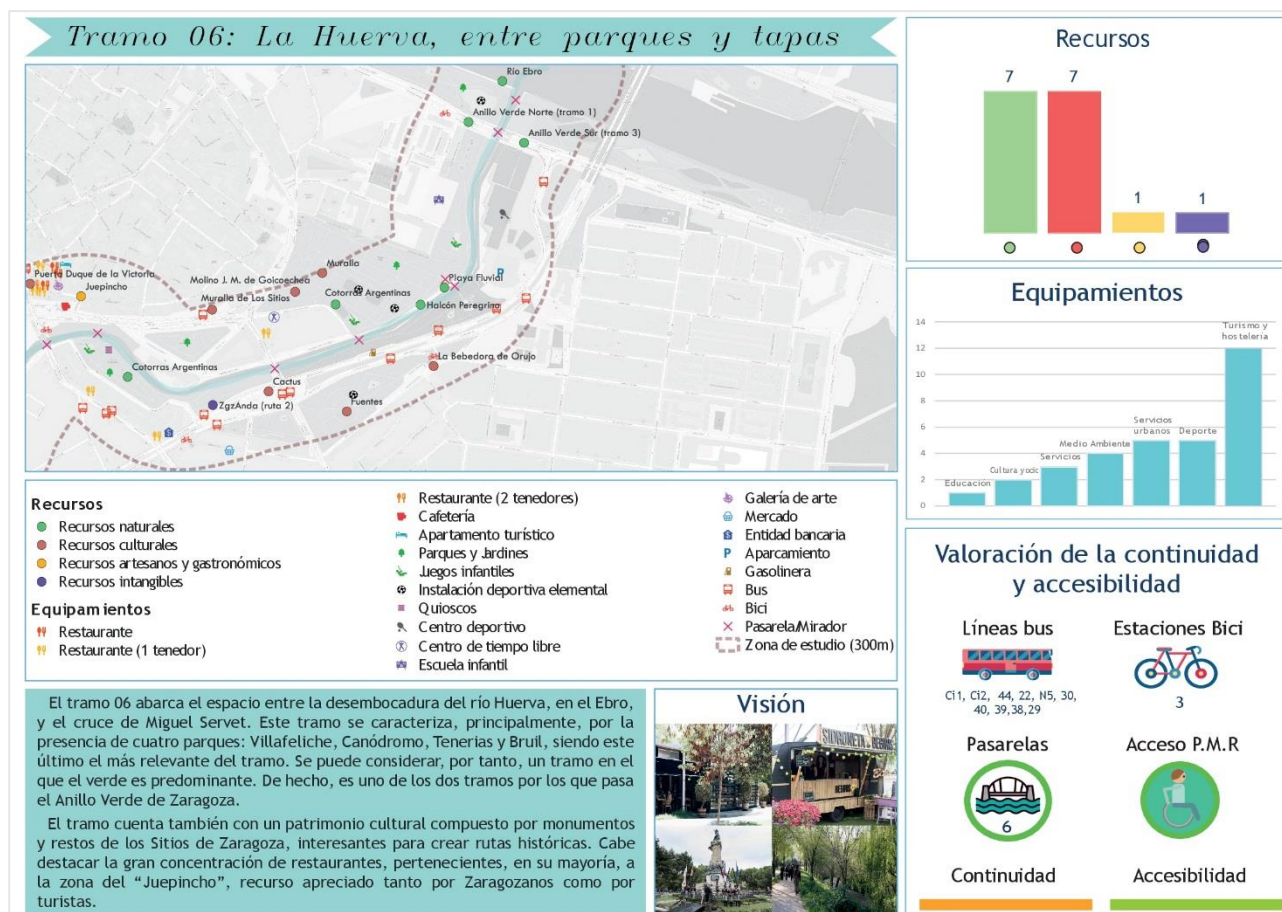 Tramo 06: La Huerva, entre parques y tapas
Río Ebro
Anillo Verde Norte (tramo 1)
Anillo Verde Sur (tramo 3)
Puerta Duque de la Victoria
Juepincho
Molino J. M. de Goicoechea
Muralla
Muralla de Los Sitios
Cotorras Argentinas
Playa Fluvial
Halcón Peregrino
La Bebedora de Orujo
Cotorras Argentinas
Cactus
ZgzAnda (ruta 2)
Fuentes
P
Recursos
Recursos naturales
Recursos culturales
Recursos artesanos y gastronómicos
Recursos intangibles
Equipamientos
Restaurante
Restaurante (1 tenedor)
Restaurante (2 tenedores)
Cafetería
Apartamento turístico
Parques y Jardines
Juegos infantiles
Instalación deportiva elemental
Quioscos
Centro deportivo
Centro de tiempo libre
Escuela infantil
Galería de arte
Mercado
Entidad bancaria
P Aparcamiento
Gasolinera
Bus
Bici
Pasarela/Mirador
Zona de estudio (300m)
El tramo 06 abarca el espacio entre la desembocadura del río Huerva, en el Ebro,
y el cruce de Miguel Servet. Este tramo se caracteriza, principalmente, por la
presencia de cuatro parques: Villafeliche, Canódromo, Tenerias y Bruil, siendo este
último el más relevante del tramo. Se puede considerar, por tanto, un tramo en el
que el verde es predominante. De hecho, es uno de los dos tramos por los que pasa
el Anillo Verde de Zaragoza.
El tramo cuenta también con un patrimonio cultural compuesto por monumentos
y restos de los Sitios de Zaragoza, interesantes para crear rutas históricas. Cabe
destacar la gran concentración de restaurantes, pertenecientes, en su mayoría, a
la zona del “Juepincho”, recurso apreciado tanto por Zaragozanos como por
turistas.
Visión
Recursos
7
7
1
1
Equipamientos
14
12
10
8
6
4
2
0
Educación
Cultura y ocio
Servicios
Medio Ambiente
Servicios
urbanos
Deporte
Turismo y
hostelería
Valoración de la continuidad
y accesibilidad
Líneas bus
Ci1, Ci2, 44, 22, N5, 30,
40, 39,38,29
Estaciones Bici
3
Pasarelas
6
Acceso P.M.R
Continuidad
Accesibilidad